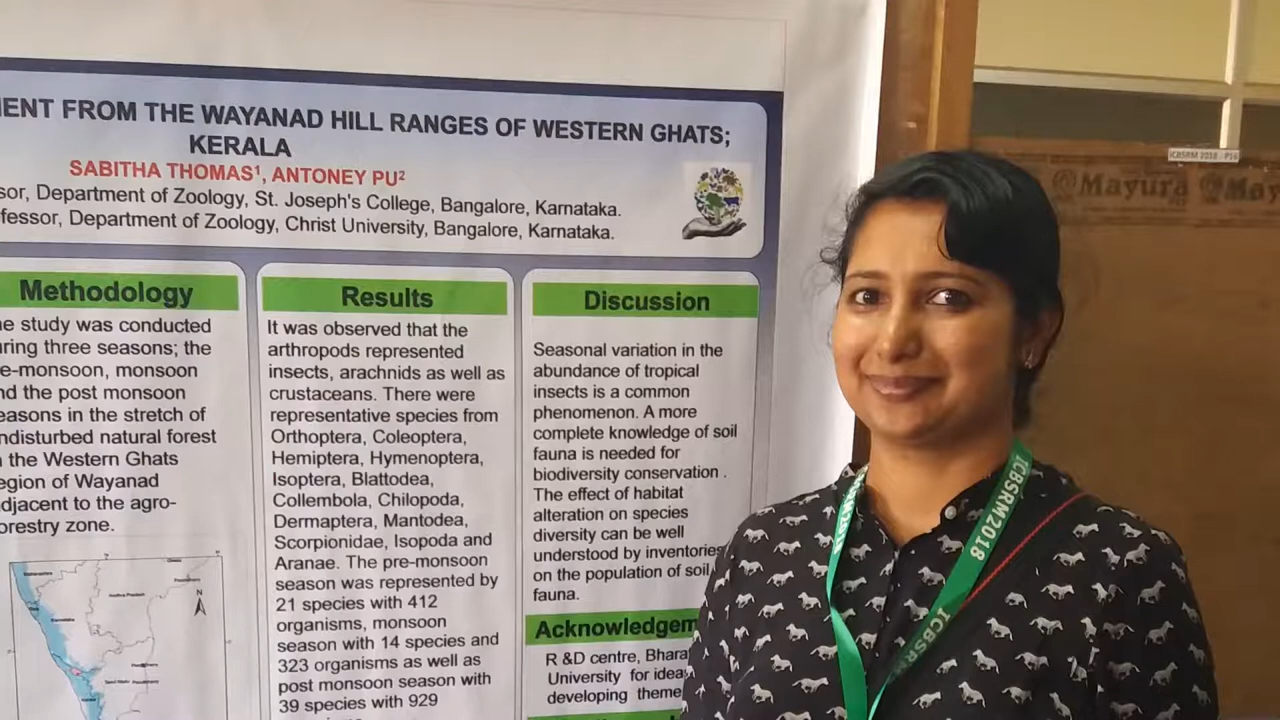 MENT FROM THE WAYANAD HILL RANGES OF WESTERN GHATS;
KERALA
SABITHA THOMAS¹, ANTONEY PU²
sor, Department of Zoology, St. Joseph's College, Bangalore, Karnataka.
fessor, Department of Zoology, Christ University, Bangalore, Karnataka.
Methodology
he study was conducted
uring three seasons; the
re-monsoon, monsoon
nd the post monsoon
easons in the stretch of
ndisturbed natural forest
n the Western Ghats
egion of Wayanad
djacent to the agro-
orestry zone.
N
Results
It was observed that the
arthropods represented
insects, arachnids as well as
crustaceans. There were
representative species from
Orthoptera, Coleoptera,
Hemiptera, Hymenoptera,
Isoptera, Blattodea,
Collembola, Chilopoda,
Dermaptera, Mantodea,
Scorpionidae, Isopoda and
Aranae. The pre-monsoon
season was represented by
21 species with 412
organisms, monsoon
season with 14 species and
323 organisms as well as
post monsoon season with
39 species with 929
Discussion
Seasonal variation in the
abundance of tropical
insects is a common
phenomenon. A more
complete knowledge of soil
fauna is needed for
biodiversity conservation .
The effect of habitat
alteration on species
diversity can be well
understood by inventories
on the population of soil
fauna.
Acknowledgem
R &D centre, Bharat
University for idea
developing theme
ICBSRM 2018 - P16
@Mayura @May
ICBSRM2018
ICBSRM